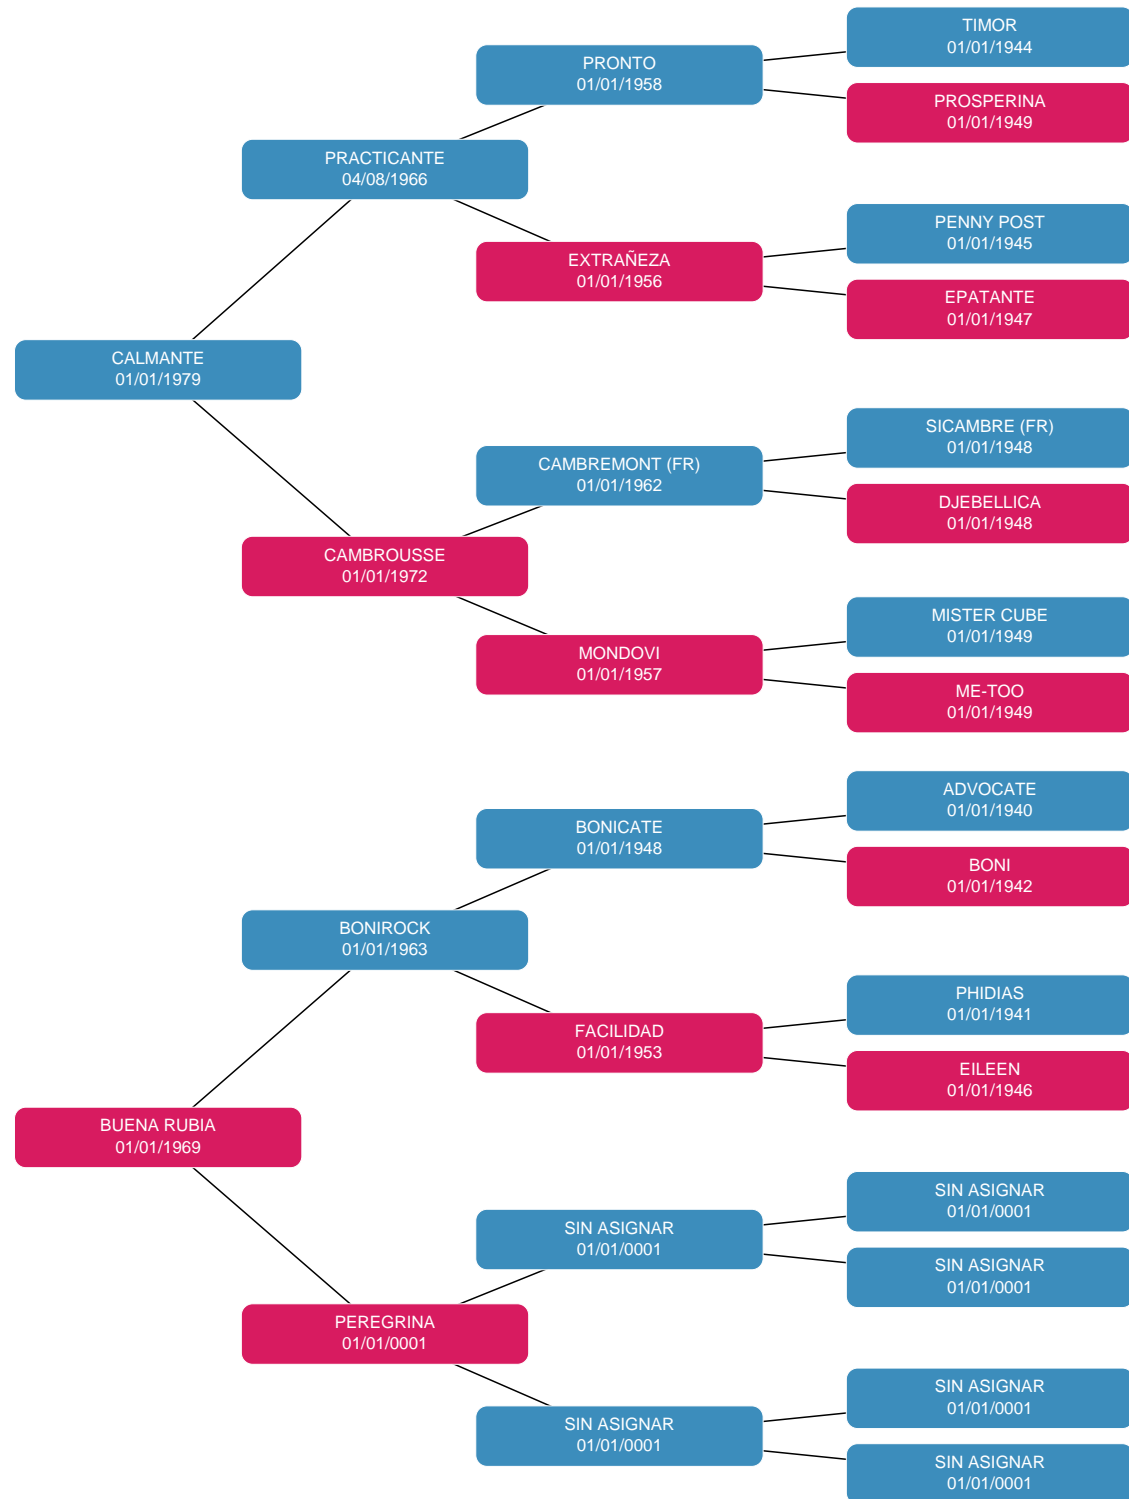 TIMOR
01/01/1944
PRONTO
01/01/1958
PROSPERINA
01/01/1949
PRACTICANTE
04/08/1966
PENNY POST
01/01/1945
EXTRAÑEZA
01/01/1956
EPATANTE
01/01/1947
CALMANTE
01/01/1979
SICAMBRE (FR)
01/01/1948
CAMBREMONT (FR)
01/01/1962
DJEBELLICA
01/01/1948
CAMBROUSSE
01/01/1972
MISTER CUBE
01/01/1949
MONDOVI
01/01/1957
ME-TOO
01/01/1949
ADVOCATE
01/01/1940
BONICATE
01/01/1948
BONI
01/01/1942
BONIROCK
01/01/1963
PHIDIAS
01/01/1941
FACILIDAD
01/01/1953
EILEEN
01/01/1946
BUENA RUBIA
01/01/1969
SIN ASIGNAR
01/01/0001
SIN ASIGNAR
01/01/0001
SIN ASIGNAR
01/01/0001
PEREGRINA
01/01/0001
SIN ASIGNAR
01/01/0001
SIN ASIGNAR
01/01/0001
SIN ASIGNAR
01/01/0001